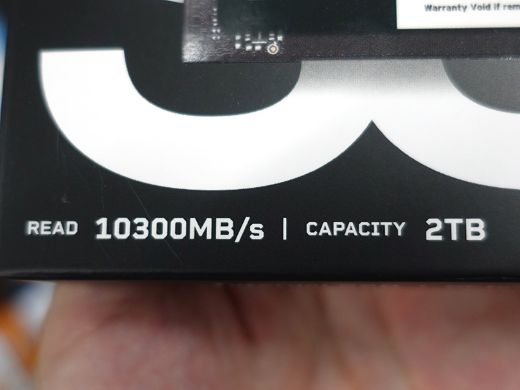 Warranty Void if rem
READ 10300MB/s | CAPACITY 2TB